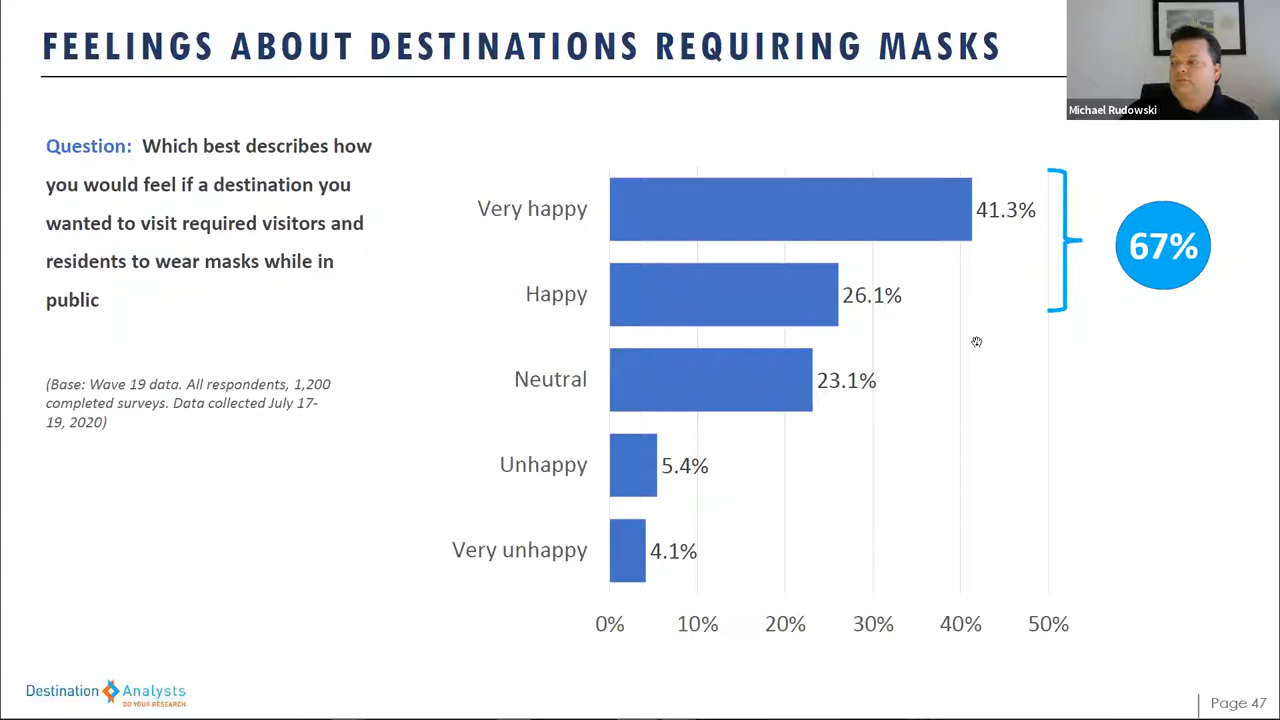 FEELINGS ABOUT DESTINATIONS REQUIRING MASKS
Michael Rudowski
Question: Which best describes how
you would feel if a destination you
wanted to visit required visitors and
residents to wear masks while in
public
(Base: Wave 19 data. All respondents, 1,200
completed surveys. Data collected July 17-
19, 2020)
Very happy 41.3%
67%
Happy 26.1%
Neutral 23.1%
Unhappy 5.4%
Very unhappy 4.1%
0% 10% 20% 30% 40% 50%
Destination Analysts
DO YOUR RESEARCH
Page 47